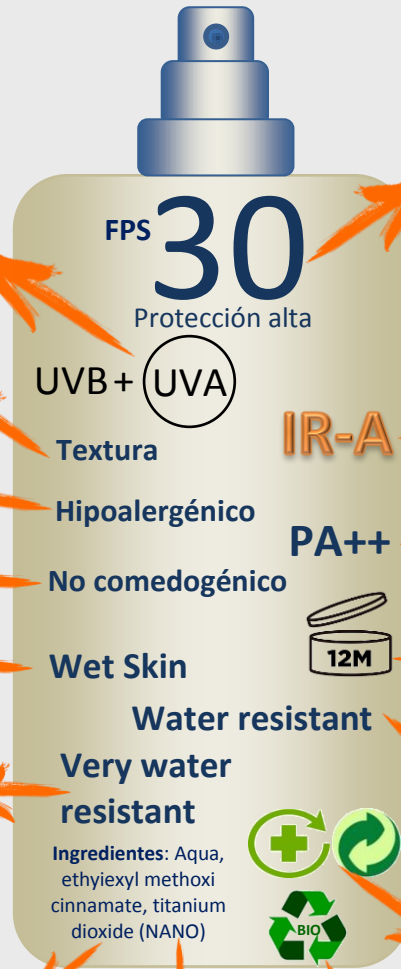 FPS 30
Protección alta
UVB + UVA
Textura
IR-A
Hipoalergénico
PA++
No comedogénico
12M
Wet Skin
Water resistant
Very water
resistant
Ingredientes: Aqua,
ethyiexyl methoxi
cinnamate, titanium
dioxide (NANO)
BIO